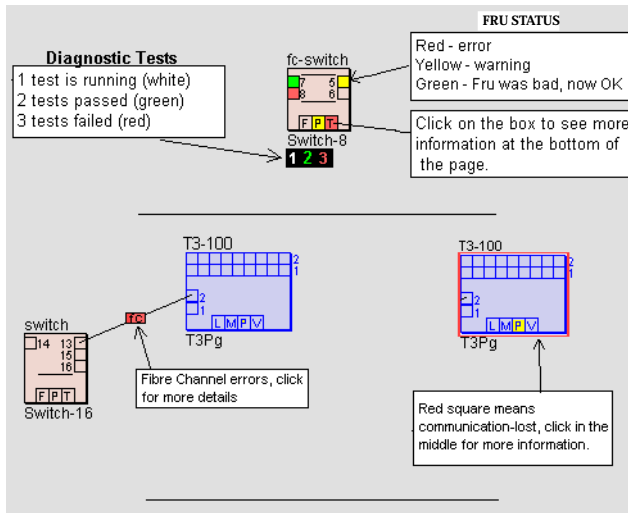 FRU STATUS
Diagnostic Tests
1 test is running (white)
2 tests passed (green)
3 tests failed (red)
fc-switch
7 5
8 6
F P T
Switch-8
1 2 3
Red - error
Yellow - warning
Green - Fru was bad, now OK
Click on the box to see more
information at the bottom of
the page.
T3-100
2
1
2
1
L M P V
T3Pg
fc
switch
14 13
15
16
F P T
Switch-16
Fibre Channel errors, click
for more details
T3-100
2
1
2
1
L M P V
T3Pg
Red square means
communication-lost, click in the
middle for more information.